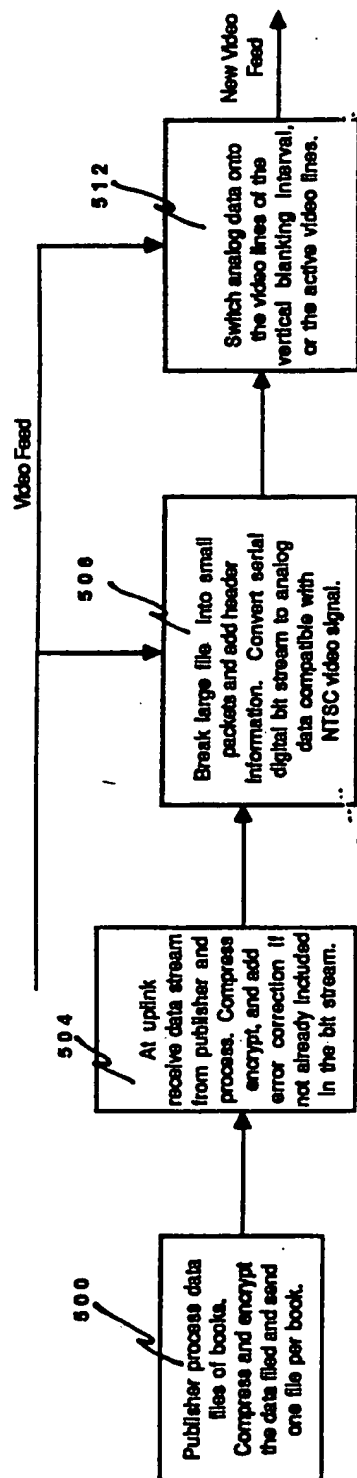 500
Publisher process data
files of books.
Compress and encrypt
the data filed and send
one file per book.
504
At uplink
receive data stream
from publisher and
process. Compress
encrypt, and add
error correction if
not already included
in the bit stream.
Video Feed
508
Break large file into small
packets and add header
information. Convert serial
digital bit stream to analog
data compatible with
NTSC video signal.
512
Switch analog data onto
the video lines of the
vertical blanking interval,
or the active video lines.
New Video
Feed